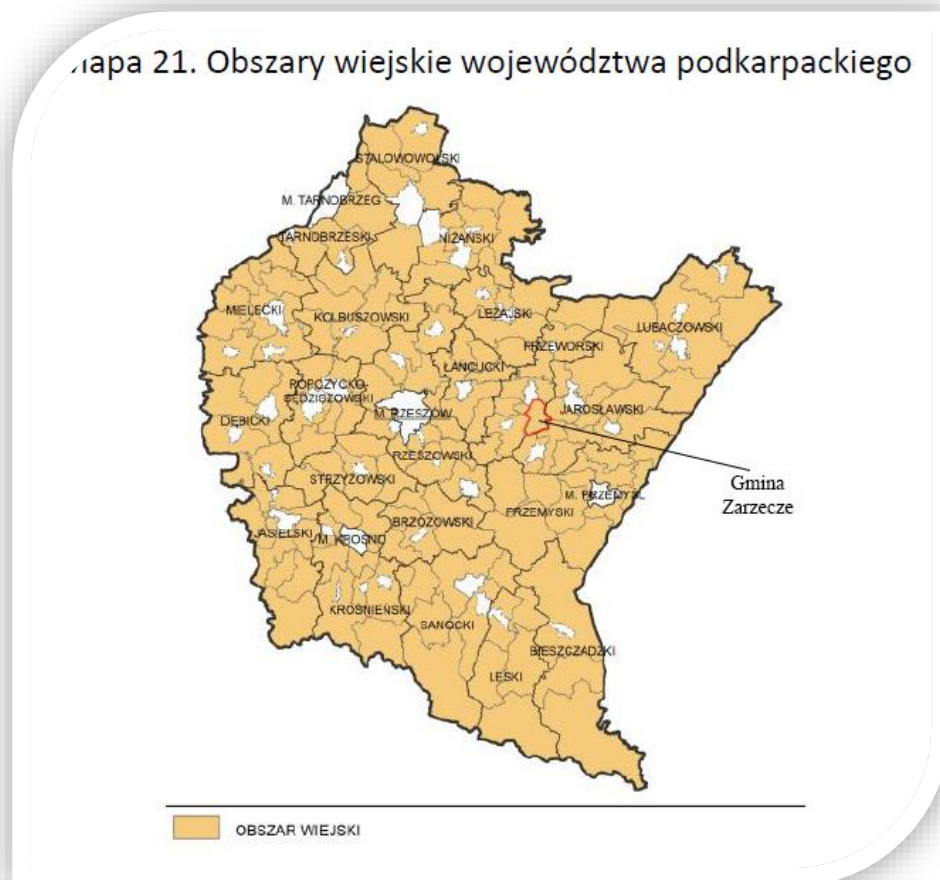 Mapa 21. Obszary wiejskie województwa podkarpackiego
STALOWOWOLSKI
M. TARNOBRZEG
TARNOBRZESKI
NIŻAŃSKI
MIELECKI
KOLBUSZOWSKI
LEŻAJSKI
LUBACZOWSKI
PRZEWORSKI
ŁAŃCUCKI
ROPCZYCKO-
SĘDZISZOWSKI
M. RZESZÓW
JAROSŁAWSKI
DĘBICKI
RZESZOWSKI
STRZYŻOWSKI
Gmina
Zarzecze
M. PRZEMYŚL
PRZEMYSKI
BRZOZOWSKI
JASIELSKI
M. KROSNO
KROŚNIEŃSKI
SANOCKI
BIESZCZADZKI
LESKI
OBSZAR WIEJSKI